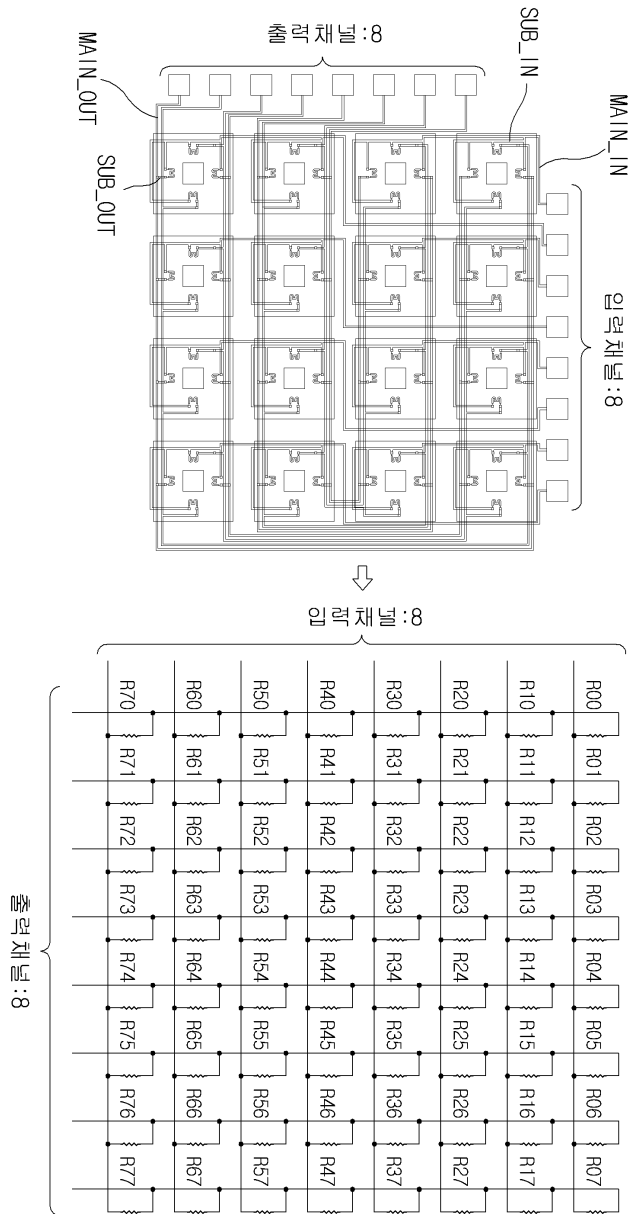 출력채널:8
SUB_IN
MAIN_IN
MAIN_OUT
SUB_OUT
입력채널:8
입력채널:8
R00 R01 R02 R03 R04 R05 R06 R07
R10 R11 R12 R13 R14 R15 R16 R17
R20 R21 R22 R23 R24 R25 R26 R27
R30 R31 R32 R33 R34 R35 R36 R37
R40 R41 R42 R43 R44 R45 R46 R47
R50 R51 R52 R53 R54 R55 R56 R57
R60 R61 R62 R63 R64 R65 R66 R67
R70 R71 R72 R73 R74 R75 R76 R77
출력채널:8